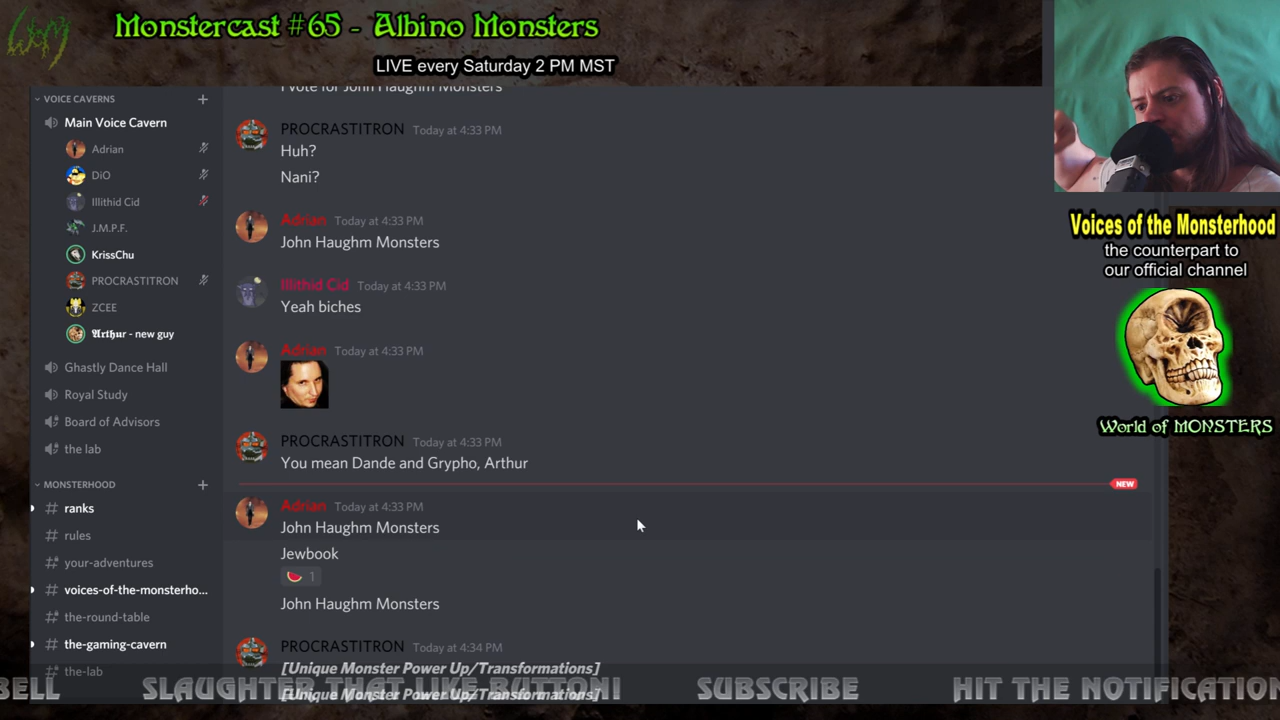 Monstercast #65 - Albino Monsters
LIVE every Saturday 2 PM MST
VOICE CAVERNS
Main Voice Cavern
Adrian
DiO
Illithid Cid
J.M.P.F.
KrissChu
PROCRASTITRON
ZCEE
Arthur - new guy
Ghastly Dance Hall
Royal Study
Board of Advisors
the lab
MONSTERHOOD
# ranks
# rules
# your-adventures
# voices-of-the-monsterho...
# the-round-table
# the-gaming-cavern
# the-lab
I vote for John Haughm Monsters
PROCRASTITRON Today at 4:33 PM
Huh?
Nani?
Adrian Today at 4:33 PM
John Haughm Monsters
Illithid Cid Today at 4:33 PM
Yeah biches
Adrian Today at 4:33 PM
PROCRASTITRON Today at 4:33 PM
You mean Dande and Grypho, Arthur
NEW
Adrian Today at 4:33 PM
John Haughm Monsters
Jewbook
1
John Haughm Monsters
PROCRASTITRON Today at 4:34 PM
[Unique Monster Power Up/Transformations]
[Unique Monster Power Up/Transformations]
Voices of the Monsterhood
the counterpart to
our official channel
World of MONSTERS
BELL SLAUGHTER THAT LIKE BUTTON! SUBSCRIBE HIT THE NOTIFICATION